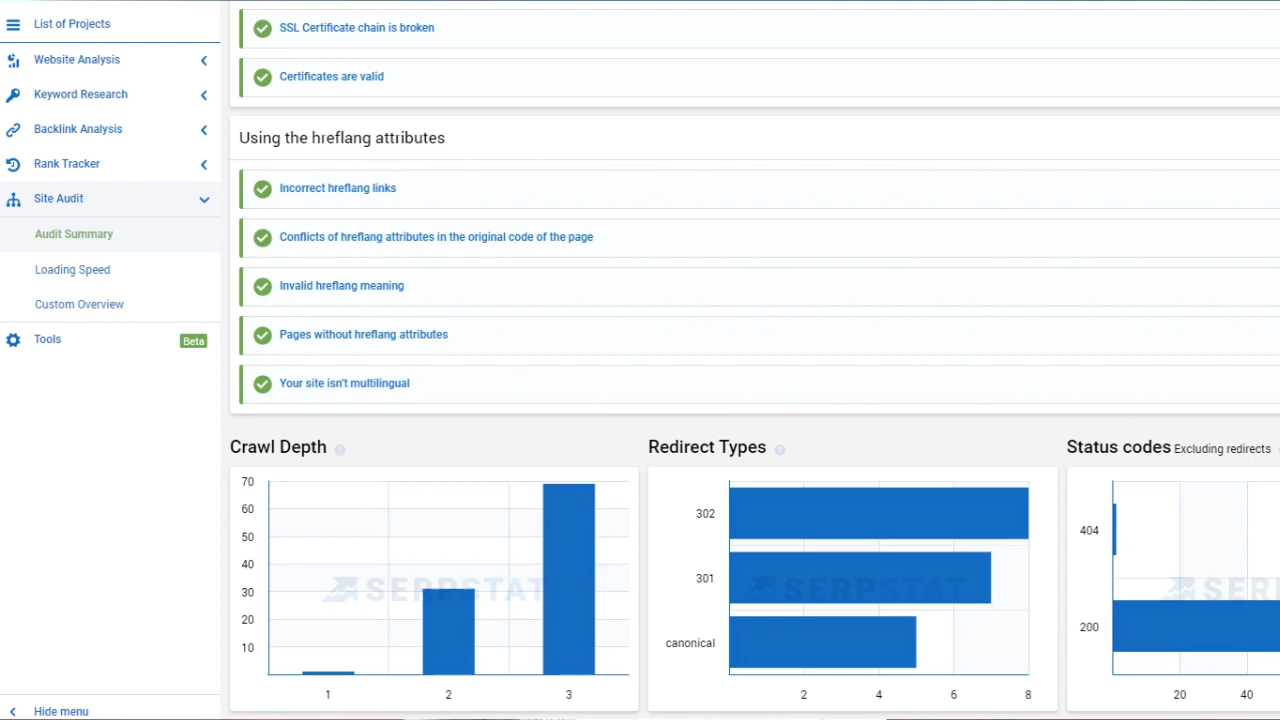 List of Projects
Website Analysis
Keyword Research
Backlink Analysis
Rank Tracker
Site Audit
Audit Summary
Loading Speed
Custom Overview
Tools Beta
Hide menu
SSL Certificate chain is broken
Certificates are valid
Using the hreflang attributes
Incorrect hreflang links
Conflicts of hreflang attributes in the original code of the page
Invalid hreflang meaning
Pages without hreflang attributes
Your site isn't multilingual
Crawl Depth ?
70
60
50
40
30
20
10
SERPSTAT
1 2 3
Redirect Types ?
302
301
canonical
SERPSTAT
2 4 6 8
Status codes Excluding redirects
404
200
SERP
20 40